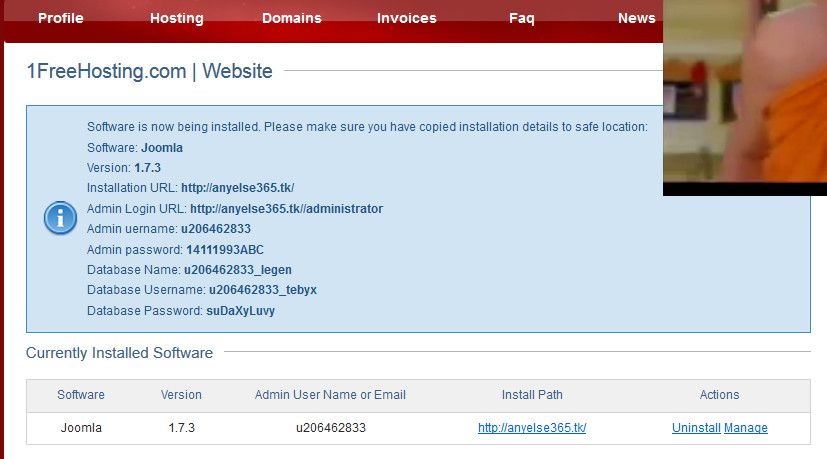 Profile Hosting Domains Invoices Faq News
1FreeHosting.com | Website
Software is now being installed. Please make sure you have copied installation details to safe location:
Software: Joomla
Version: 1.7.3
Installation URL: http://anyelse365.tk/
Admin Login URL: http://anyelse365.tk//administrator
Admin uername: u206462833
Admin password: 14111993ABC
Database Name: u206462833_legen
Database Username: u206462833_tebyx
Database Password: suDaXyLuvy
Currently Installed Software
Software Version Admin User Name or Email Install Path Actions
Joomla 1.7.3 u206462833 http://anyelse365.tk/ Uninstall Manage